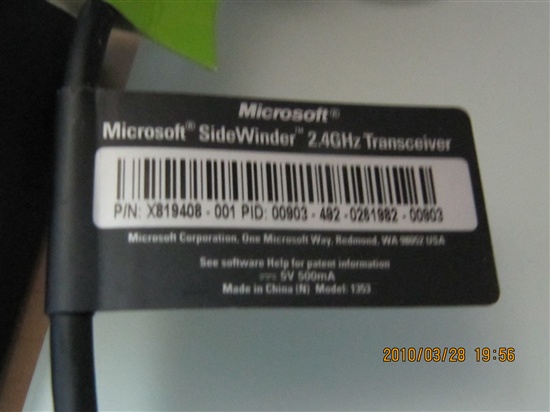 Microsoft®
Microsoft® SideWinder™ 2.4GHz Transceiver
P/N: X819408 - 001 PID: 00903 - 492 - 0281982 - 00903
Microsoft Corporation, One Microsoft Way, Redmond, WA 98052 USA
See software Help for patent information
⎓ 5V 500mA
Made in China (N) Model: 1353
2010/03/28 19:56